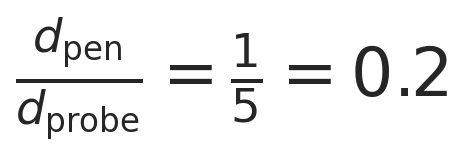 d_pen / d_probe = 1/5 = 0.2